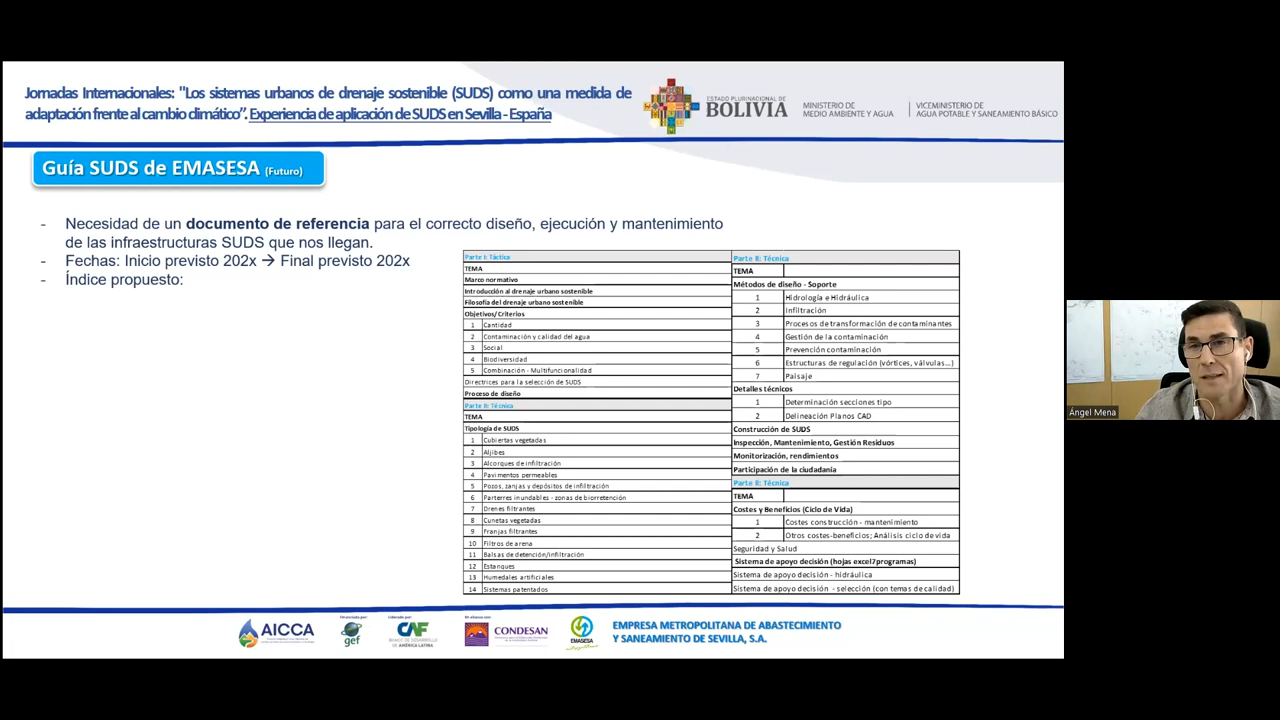 Jornadas Internacionales: "Los sistemas urbanos de drenaje sostenible (SUDS) como una medida de
adaptación frente al cambio climático”. Experiencia de aplicación de SUDS en Sevilla - España
ESTADO PLURINACIONAL DE
BOLIVIA
MINISTERIO DE
MEDIO AMBIENTE Y AGUA
VICEMINISTERIO DE
AGUA POTABLE Y SANEAMIENTO BÁSICO
Guía SUDS de EMASESA (Futuro)
- Necesidad de un documento de referencia para el correcto diseño, ejecución y mantenimiento
de las infraestructuras SUDS que nos llegan.
- Fechas: Inicio previsto 202x → Final previsto 202x
- Índice propuesto:
Parte I: Táctica
TEMA
Marco normativo
Introducción al drenaje urbano sostenible
Filosofía del drenaje urbano sostenible
Objetivos/ Criterios
1 Cantidad
2 Contaminación y calidad del agua
3 Social
4 Biodiversidad
5 Combinación - Multifuncionalidad
Directrices para la selección de SUDS
Proceso de diseño
Parte II: Técnica
TEMA
Tipología de SUDS
1 Cubiertas vegetadas
2 Aljibes
3 Alcorques de infiltración
4 Pavimentos permeables
5 Pozos, zanjas y depósitos de infiltración
6 Parterres inundables - zonas de biorretención
7 Drenes filtrantes
8 Cunetas vegetadas
9 Franjas filtrantes
10 Filtros de arena
11 Balsas de detención/infiltración
12 Estanques
13 Humedales artificiales
14 Sistemas patentados
Parte II: Técnica
TEMA
Métodos de diseño - Soporte
1 Hidrología e Hidráulica
2 Infiltración
3 Procesos de transformación de contaminantes
4 Gestión de la contaminación
5 Prevención contaminación
6 Estructuras de regulación (vórtices, válvulas...)
7 Paisaje
Detalles técnicos
1 Determinación secciones tipo
2 Delineación Planos CAD
Construcción de SUDS
Inspección, Mantenimiento, Gestión Residuos
Monitorización, rendimientos
Participación de la ciudadanía
Parte II: Técnica
TEMA
Costes y Beneficios (Ciclo de Vida)
1 Costes construcción - mantenimiento
2 Otros costes-beneficios; Análisis ciclo de vida
Seguridad y Salud
Sistema de apoyo decisión (hojas excel7programas)
Sistema de apoyo decisión - hidráulica
Sistema de apoyo decisión - selección (con temas de calidad)
Ángel Mena
AICCA
Financiado por:
gef
CAF
BANCO DE DESARROLLO
DE AMÉRICA LATINA
CONDESAN
EMASESA
EMPRESA METROPOLITANA DE ABASTECIMIENTO
Y SANEAMIENTO DE SEVILLA, S.A.